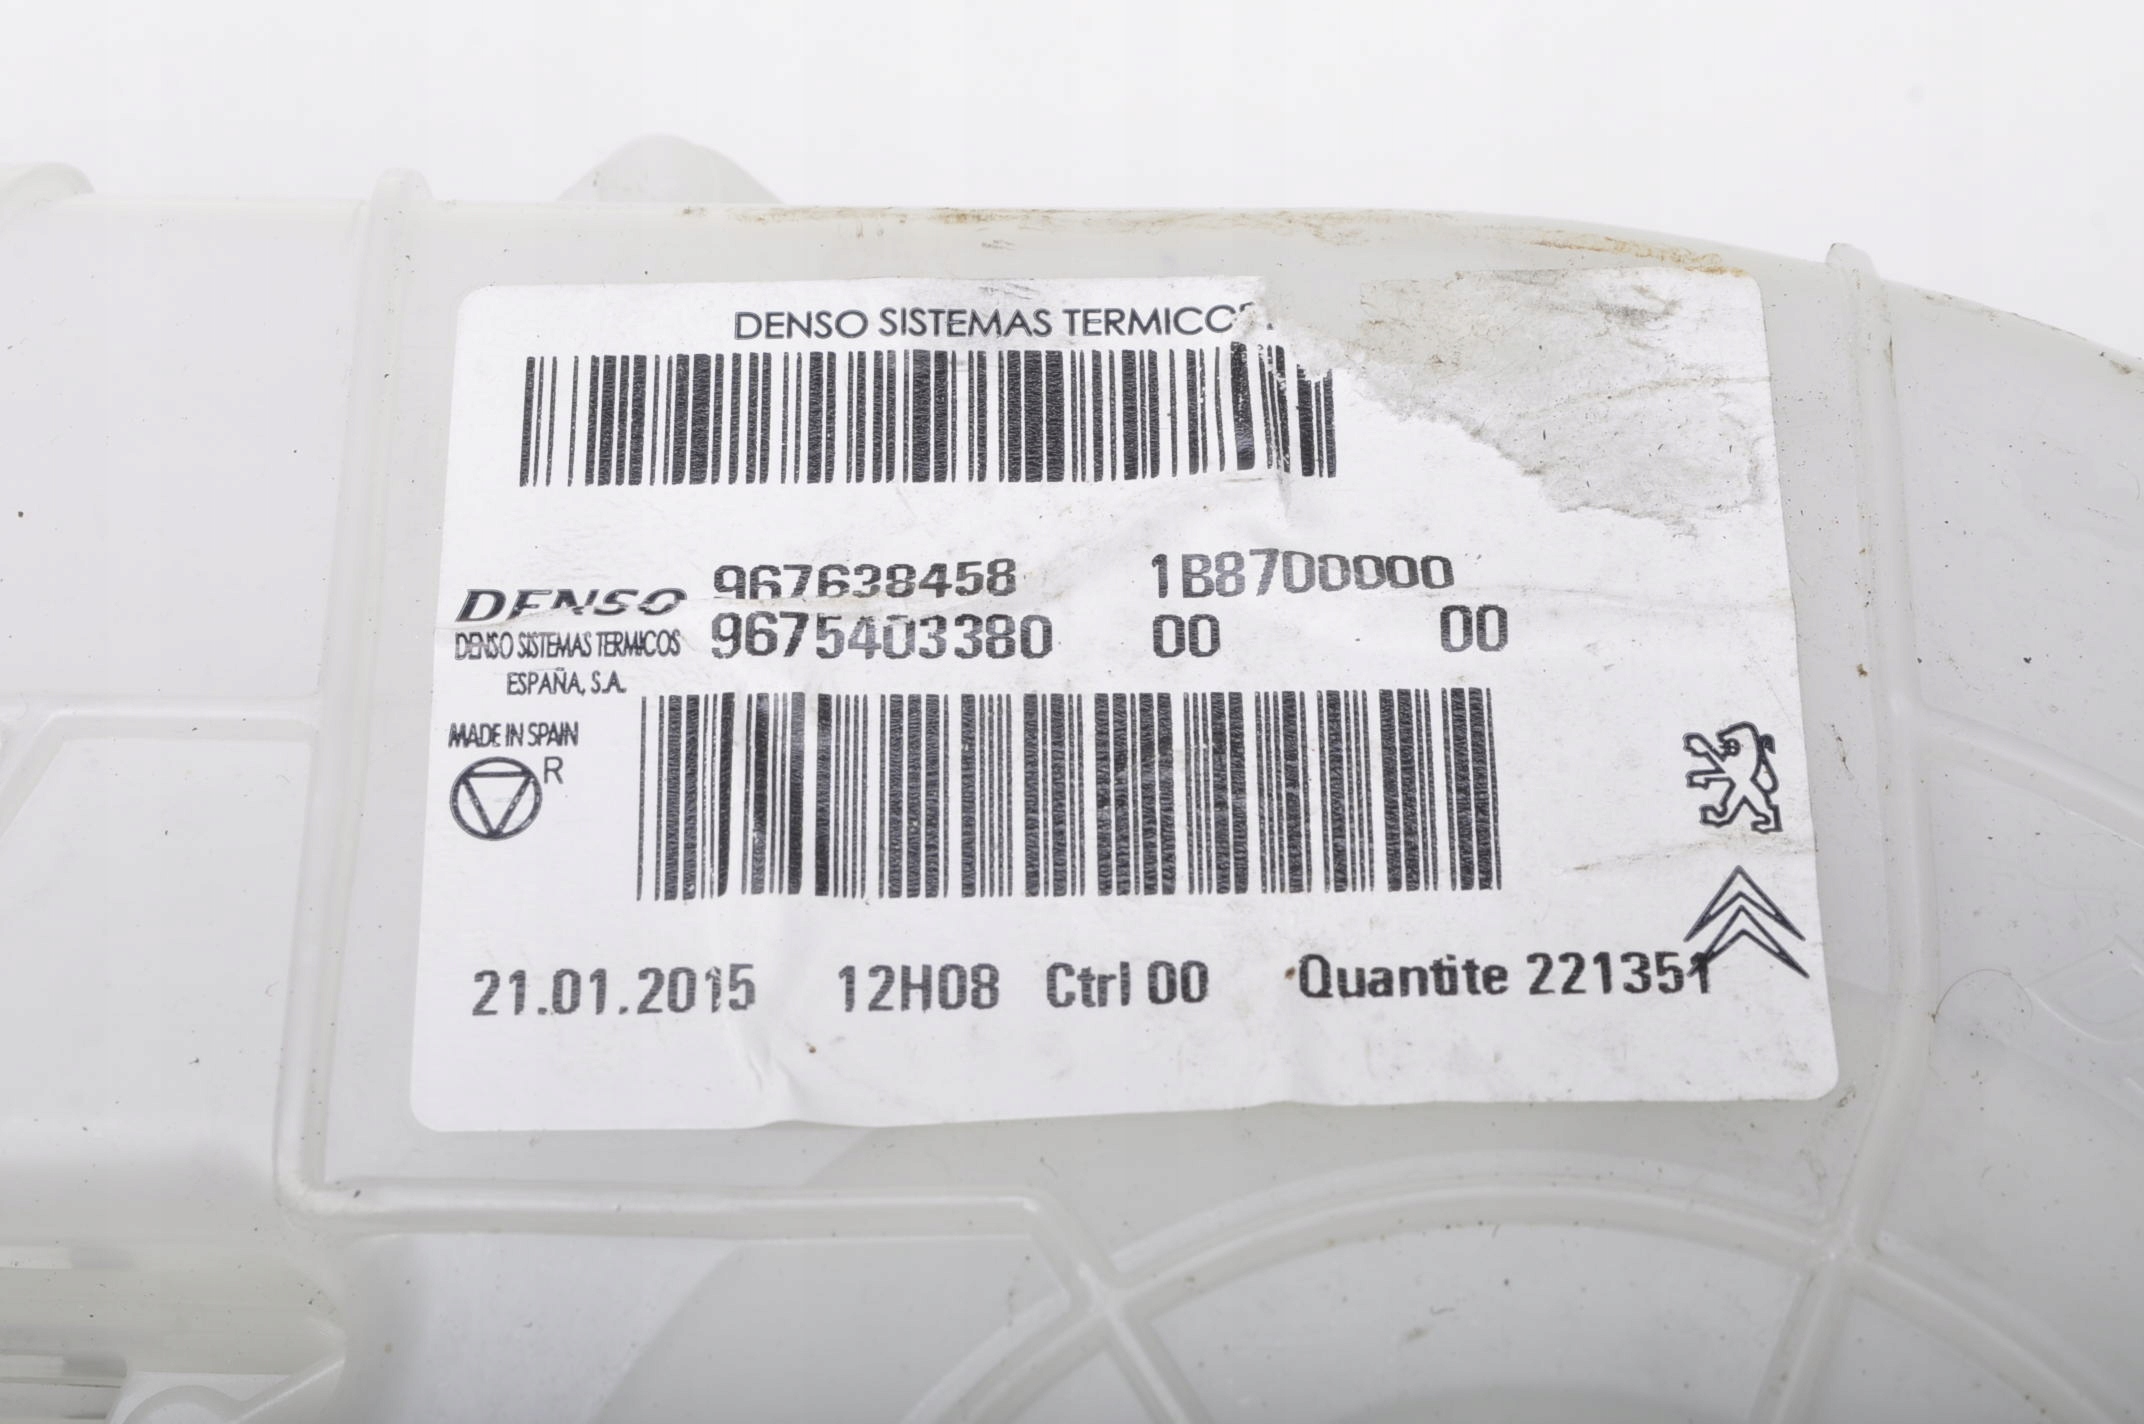 DENSO SISTEMAS TERMICOS
967638458 1B8700000
DENSO 9675403380 00 00
DENSO SISTEMAS TERMICOS
ESPAÑA, S.A.
MADE IN SPAIN
R
21.01.2015 12H08 Ctrl 00 Quantite 221351